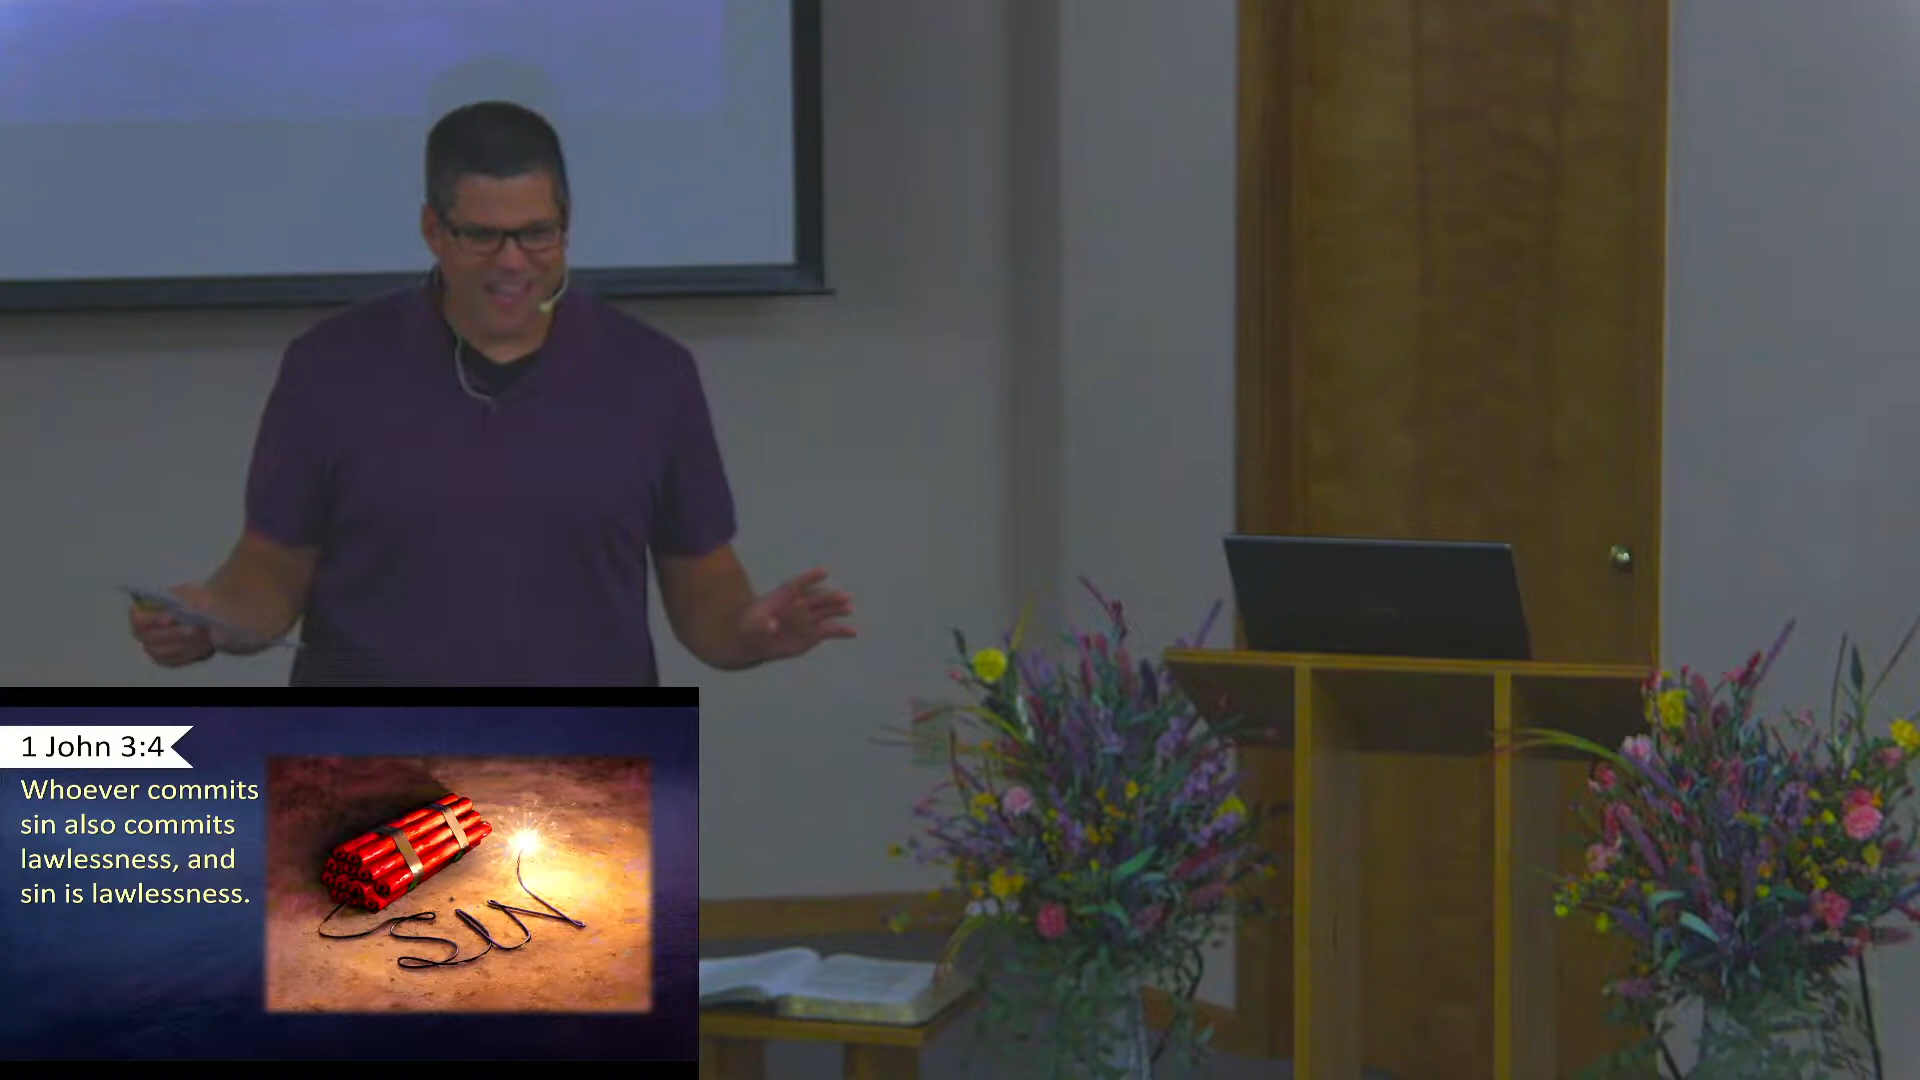 1 John 3:4
Whoever commits
sin also commits
lawlessness, and
sin is lawlessness.
SIN